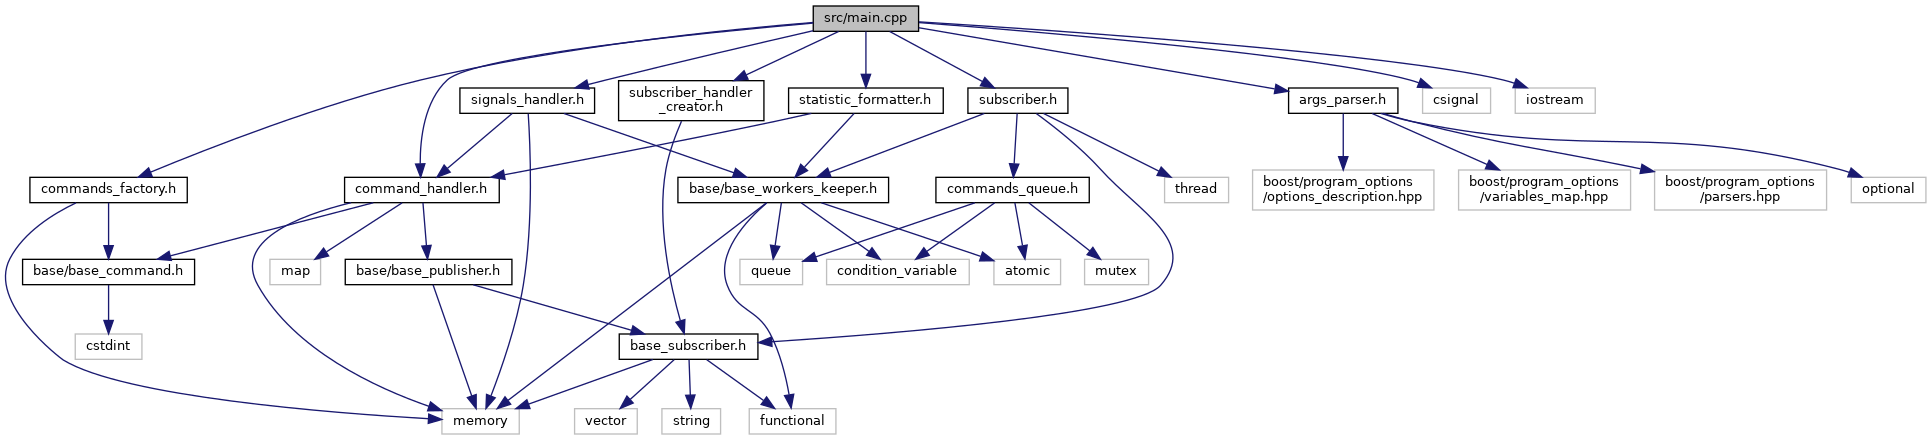 src/main.cpp
signals_handler.h
subscriber_handler
_creator.h
statistic_formatter.h
subscriber.h
args_parser.h
csignal
iostream
commands_factory.h
command_handler.h
base/base_workers_keeper.h
commands_queue.h
thread
boost/program_options
/options_description.hpp
boost/program_options
/variables_map.hpp
boost/program_options
/parsers.hpp
optional
base/base_command.h
map
base/base_publisher.h
queue
condition_variable
atomic
mutex
cstdint
base_subscriber.h
memory
vector
string
functional